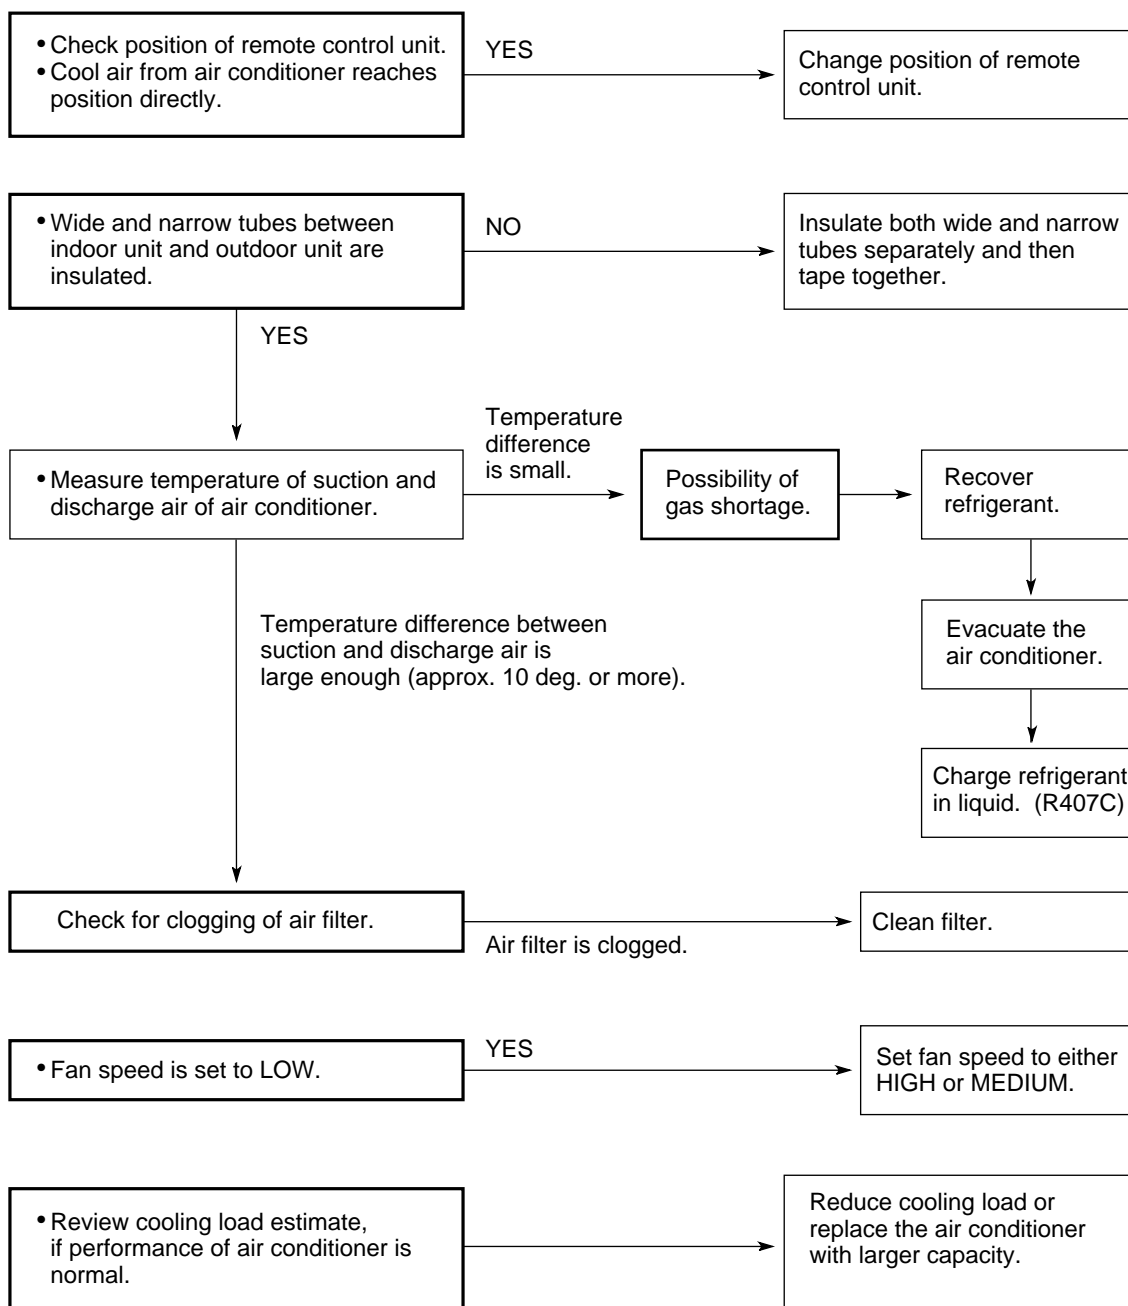 • Check position of remote control unit.
• Cool air from air conditioner reaches
position directly.
YES
Change position of remote
control unit.
• Wide and narrow tubes between
indoor unit and outdoor unit are
insulated.
NO
Insulate both wide and narrow
tubes separately and then
tape together.
YES
• Measure temperature of suction and
discharge air of air conditioner.
Temperature
difference
is small.
Possibility of
gas shortage.
Recover
refrigerant.
Evacuate the
air conditioner.
Charge refrigerant
in liquid. (R407C)
Temperature difference between
suction and discharge air is
large enough (approx. 10 deg. or more).
Check for clogging of air filter.
Air filter is clogged.
Clean filter.
• Fan speed is set to LOW.
YES
Set fan speed to either
HIGH or MEDIUM.
• Review cooling load estimate,
if performance of air conditioner is
normal.
Reduce cooling load or
replace the air conditioner
with larger capacity.